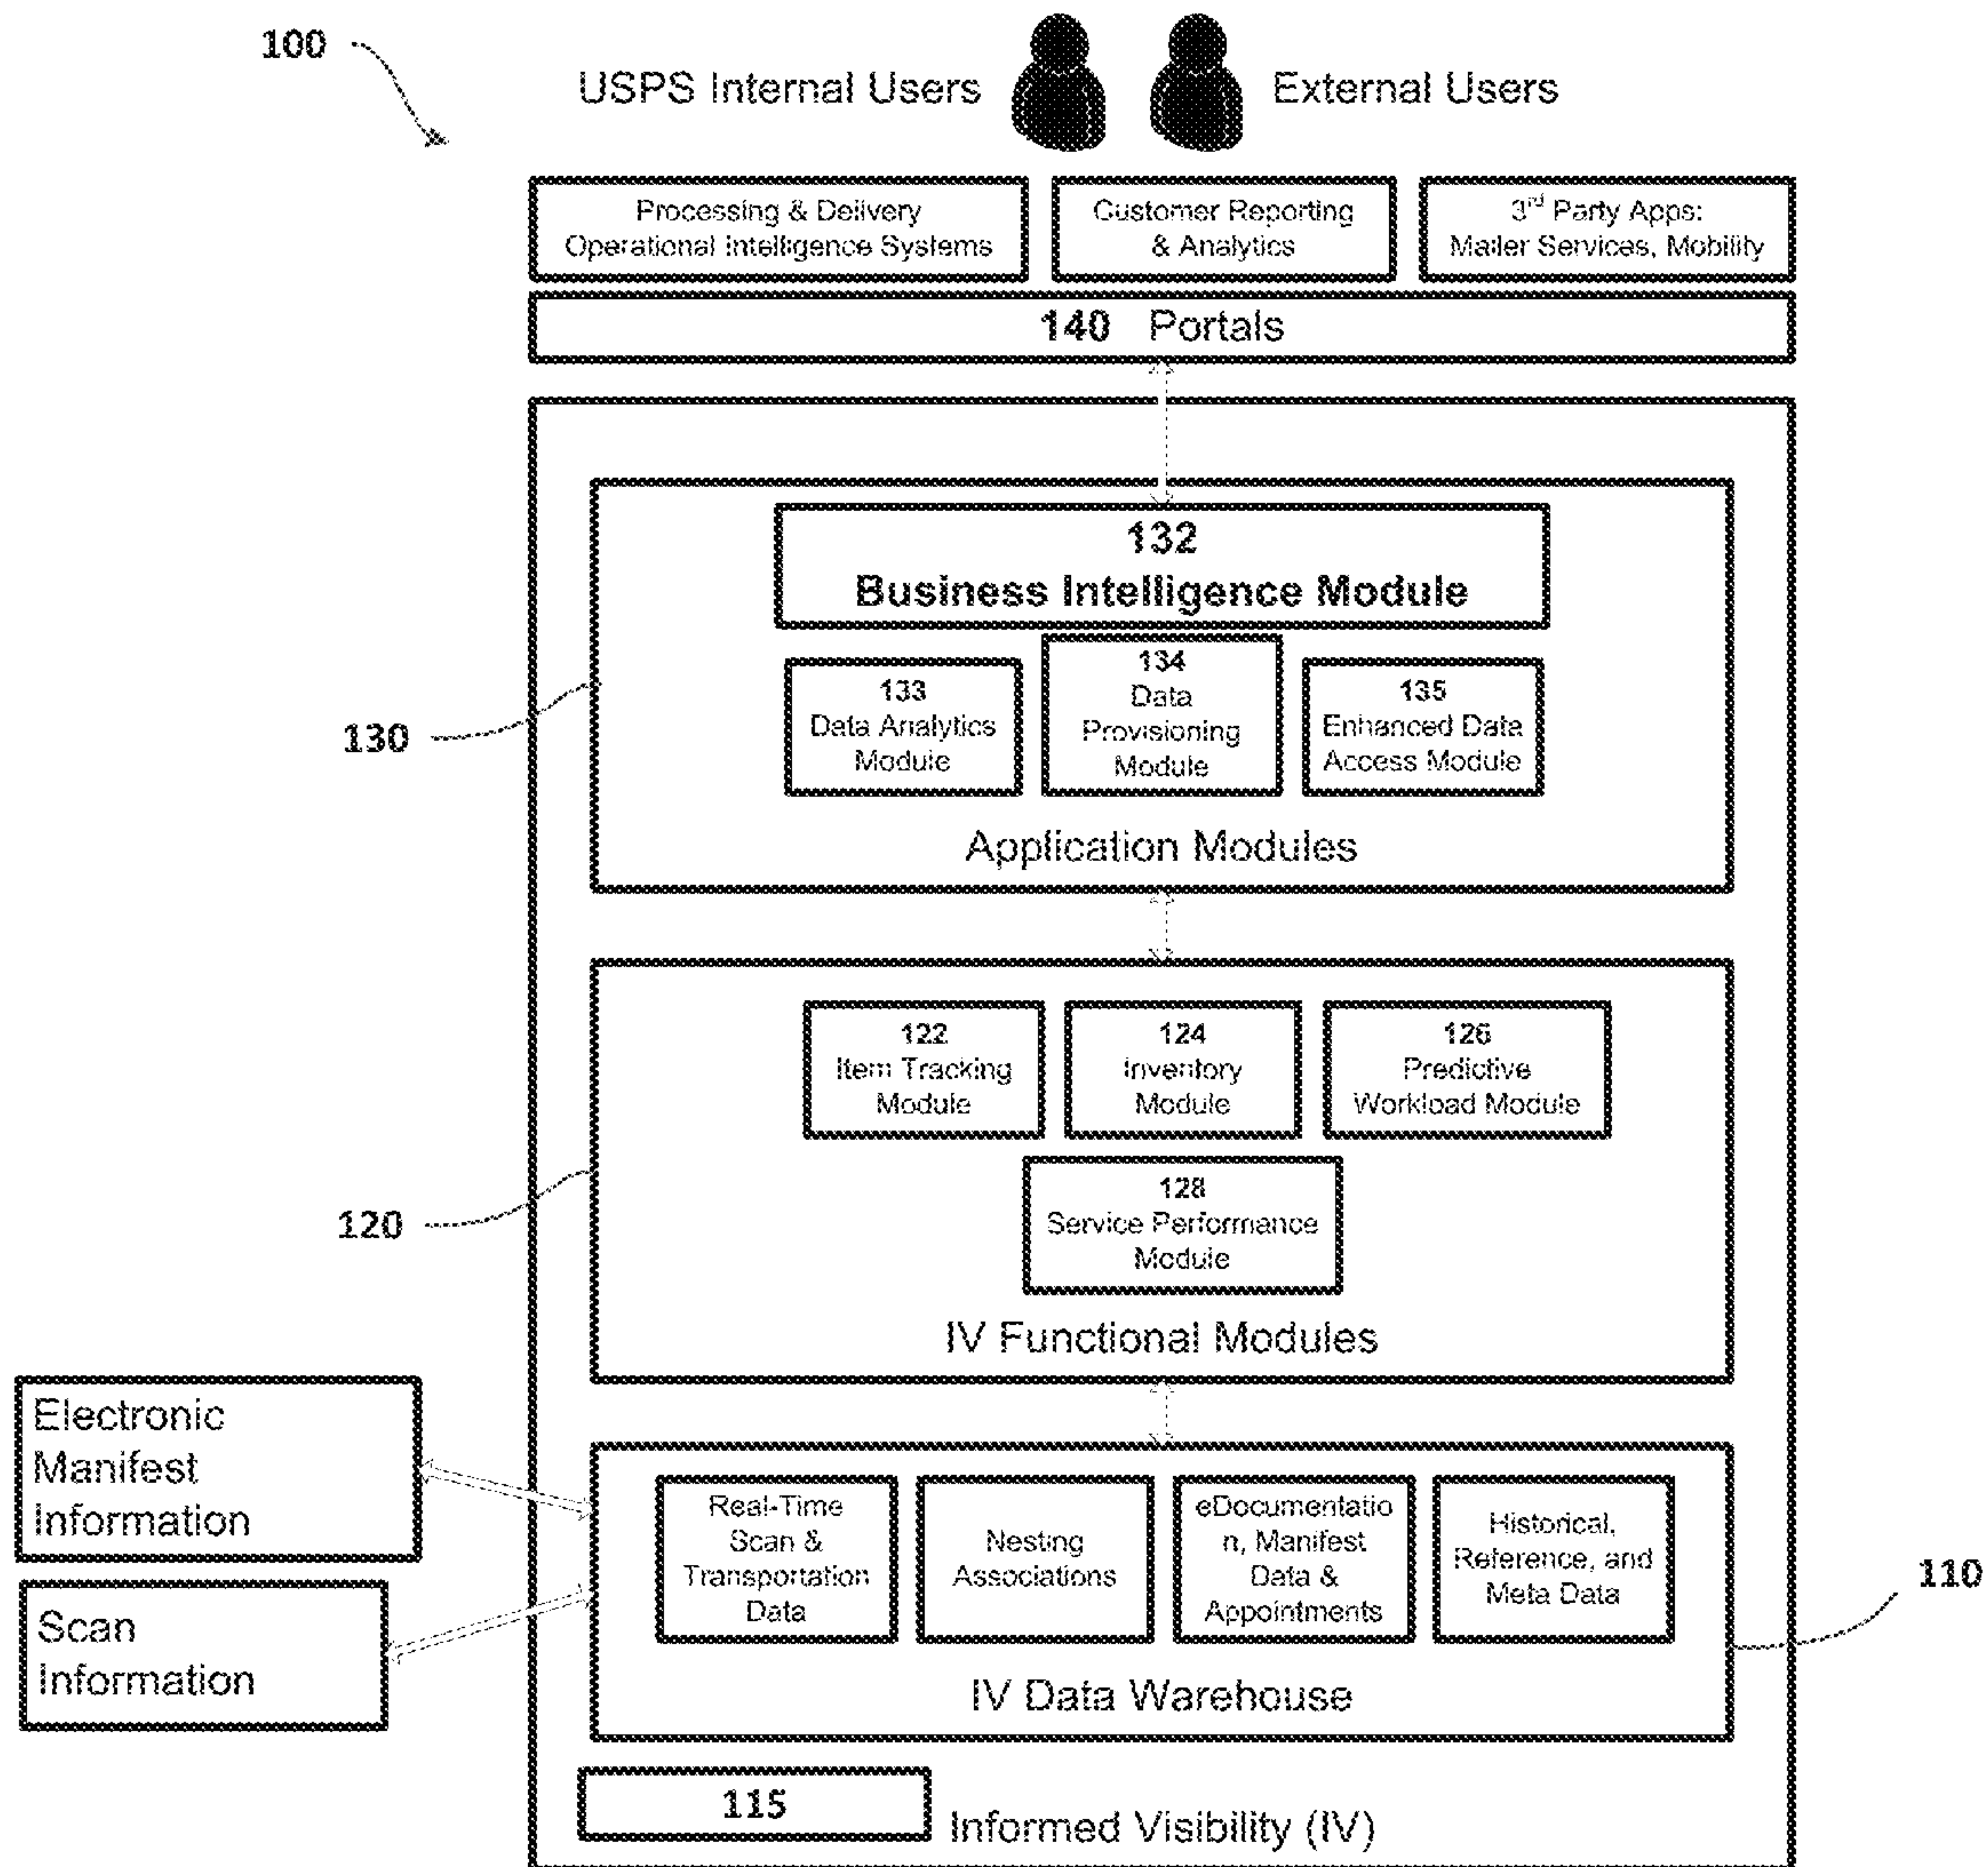 100
USPS Internal Users
External Users
Processing & Delivery
Operational Intelligence Systems
Customer Reporting
& Analytics
3rd Party Apps:
Mailer Services, Mobility
140 Portals
132
Business Intelligence Module
133
Data Analytics
Module
134
Data
Provisioning
Module
135
Enhanced Data
Access Module
130
Application Modules
122
Item Tracking
Module
124
Inventory
Module
126
Predictive
Workload Module
128
Service Performance
Module
120
IV Functional Modules
Electronic
Manifest
Information
Scan
Information
Real-Time
Scan &
Transportation
Data
Nesting
Associations
eDocumentatio
n, Manifest
Data &
Appointments
Historical,
Reference, and
Meta Data
110
IV Data Warehouse
115
Informed Visibility (IV)